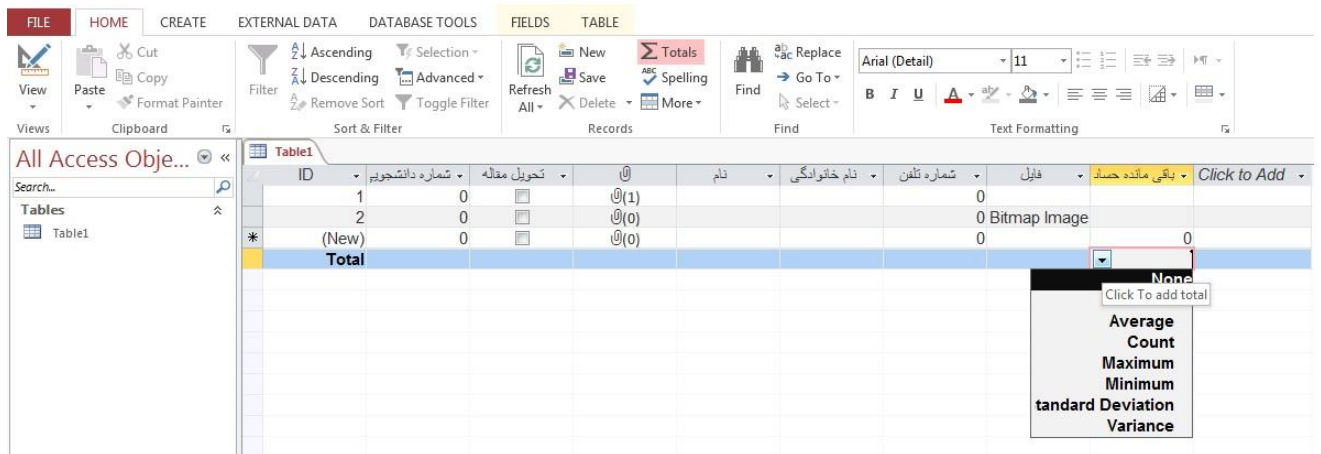 FILE HOME CREATE EXTERNAL DATA DATABASE TOOLS FIELDS TABLE
View
Paste
Cut
Copy
Format Painter
Filter
Ascending
Descending
Remove Sort
Selection
Advanced
Toggle Filter
Refresh
All
New
Save
Delete
Totals
Spelling
More
Find
Replace
Go To
Select
Arial (Detail) 11
B I U A
Views Clipboard Sort & Filter Records Find Text Formatting
All Access Obje...
Search...
Tables
Table1
Table1
ID شماره دانشجویی تحویل مقاله نام نام خانوادگی شماره تلفن فایل باقی مانده حساب Click to Add
1 0 (1) 0
2 0 (0) 0 Bitmap Image
(New) 0 (0) 0 0
Total
None
Click To add total
Average
Count
Maximum
Minimum
tandard Deviation
Variance